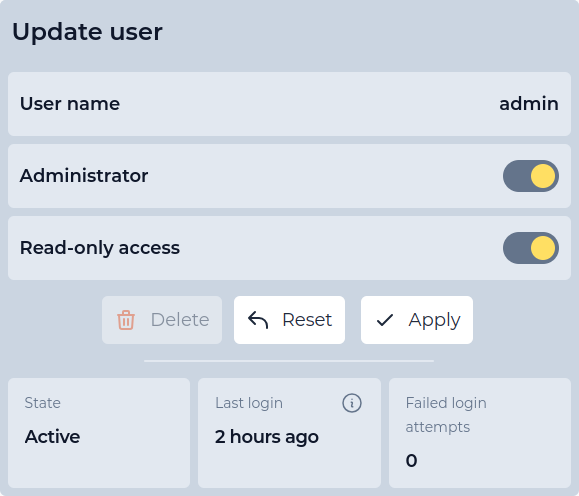 Update user
User name admin
Administrator
Read-only access
Delete Reset Apply
State
Active
Last login
2 hours ago
Failed login
attempts
0